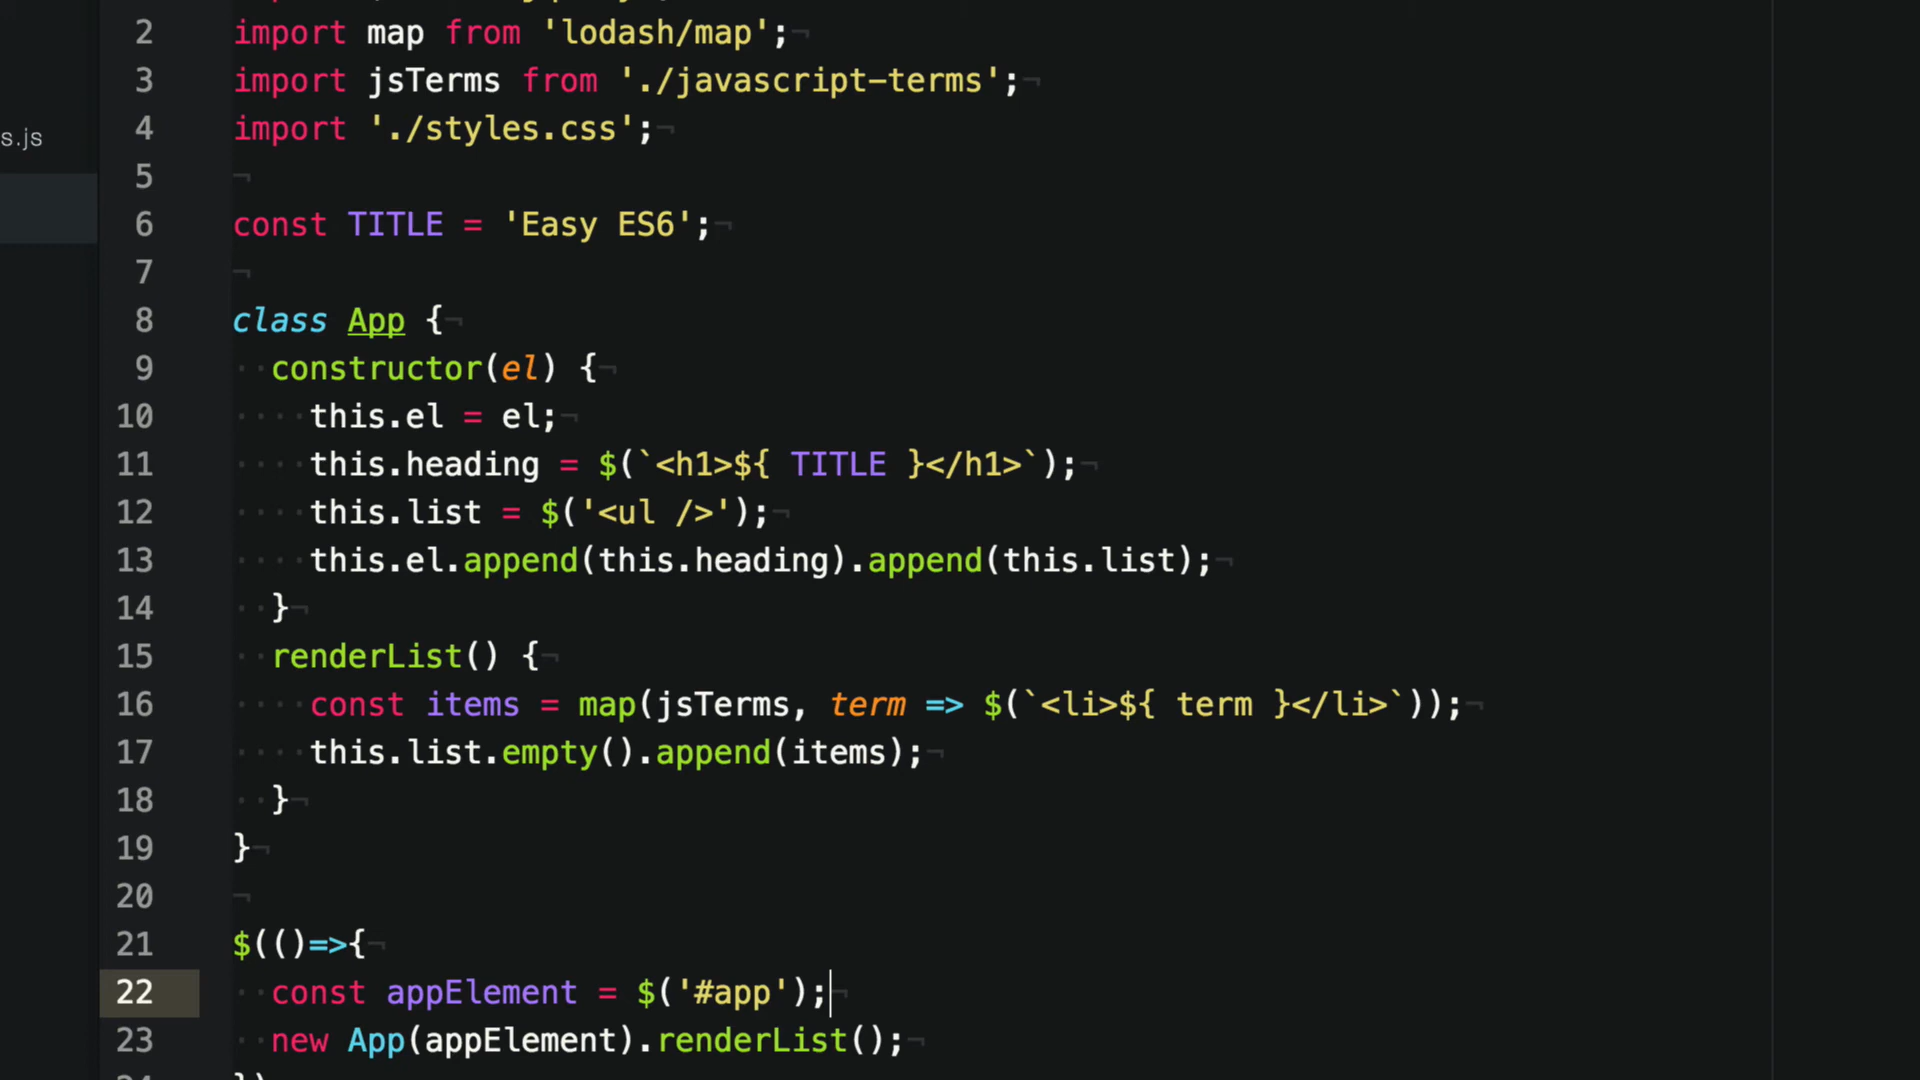 2 import map from 'lodash/map';
3 import jsTerms from './javascript-terms';
4 import './styles.css';
s.js
5
6 const TITLE = 'Easy ES6';
7
8 class App {
9 constructor(el) {
10 this.el = el;
11 this.heading = $(`<h1>${ TITLE }</h1>`);
12 this.list = $('<ul />');
13 this.el.append(this.heading).append(this.list);
14 }
15 renderList() {
16 const items = map(jsTerms, term => $(`<li>${ term }</li>`));
17 this.list.empty().append(items);
18 }
19 }
20
21 $(()=>{
22 const appElement = $('#app');
23 new App(appElement).renderList();